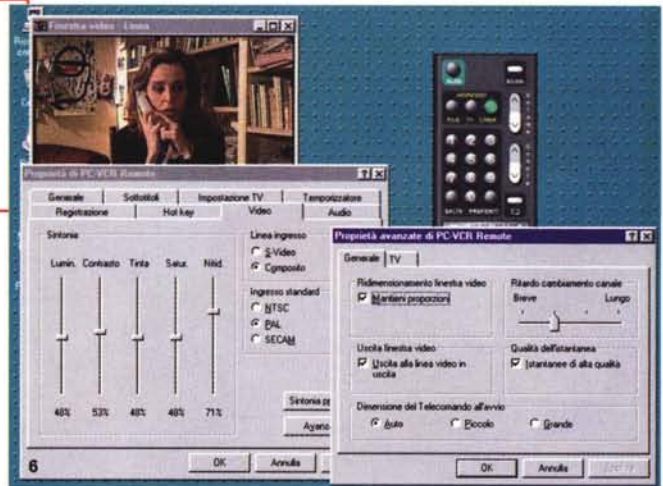 Finestra video - Linea
Proprietà di PC-VCR Remote
Generale
Sottotitoli
Impostazione TV
Temporizzatore
Registrazione
Hot key
Video
Audio
Sintonia
Lumin. Contrasto Tinta Satur. Nitid.
48% 53% 48% 48% 71%
Linea ingresso
S-Video
Composito
Ingresso standard
NTSC
PAL
SECAM
Sintonia
OK
Annulla
Proprietà avanzate di PC-VCR Remote
Generale
TV
Ridimensionamento finestra video
Mantieni proporzioni
Ritardo cambiamento canale
Breve Lungo
Uscita finestra video
Uscita alla linea video in
uscita
Qualità dell'istantanea
Istantanee di alta qualità
Dimensione del Telecomando all'avvio
Auto Piccolo Grande
OK
Annulla
6